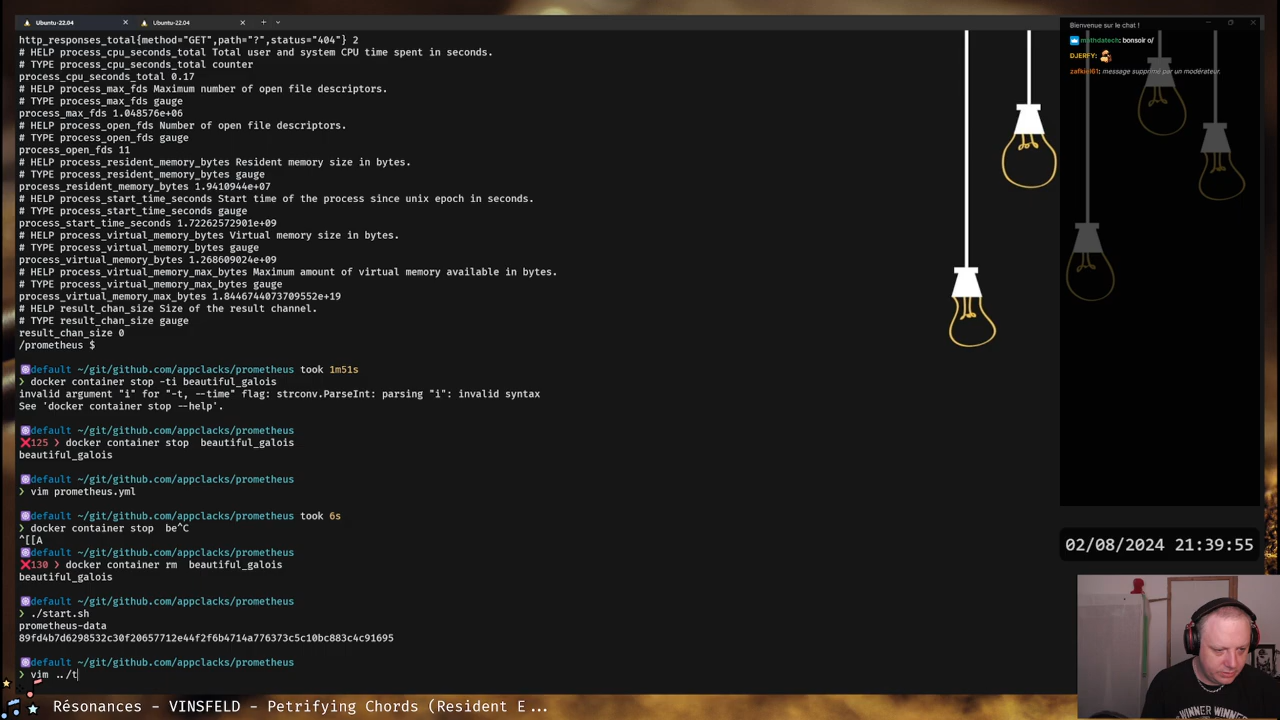 Ubuntu-22.04
Ubuntu-22.04
http_responses_total{method="GET",path="?",status="404"} 2
# HELP process_cpu_seconds_total Total user and system CPU time spent in seconds.
# TYPE process_cpu_seconds_total counter
process_cpu_seconds_total 0.17
# HELP process_max_fds Maximum number of open file descriptors.
# TYPE process_max_fds gauge
process_max_fds 1.048576e+06
# HELP process_open_fds Number of open file descriptors.
# TYPE process_open_fds gauge
process_open_fds 11
# HELP process_resident_memory_bytes Resident memory size in bytes.
# TYPE process_resident_memory_bytes gauge
process_resident_memory_bytes 1.9410944e+07
# HELP process_start_time_seconds Start time of the process since unix epoch in seconds.
# TYPE process_start_time_seconds gauge
process_start_time_seconds 1.72262572901e+09
# HELP process_virtual_memory_bytes Virtual memory size in bytes.
# TYPE process_virtual_memory_bytes gauge
process_virtual_memory_bytes 1.268609024e+09
# HELP process_virtual_memory_max_bytes Maximum amount of virtual memory available in bytes.
# TYPE process_virtual_memory_max_bytes gauge
process_virtual_memory_max_bytes 1.8446744073709552e+19
# HELP result_chan_size Size of the result channel.
# TYPE result_chan_size gauge
result_chan_size 0
/prometheus $
default ~/git/github.com/appclacks/prometheus took 1m51s
❯ docker container stop -ti beautiful_galois
invalid argument "i" for "-t, --time" flag: strconv.ParseInt: parsing "i": invalid syntax
See 'docker container stop --help'.
default ~/git/github.com/appclacks/prometheus
❌125 ❯ docker container stop  beautiful_galois
beautiful_galois
default ~/git/github.com/appclacks/prometheus
❯ vim prometheus.yml
default ~/git/github.com/appclacks/prometheus took 6s
❯ docker container stop  be^C
^[[A
default ~/git/github.com/appclacks/prometheus
❌130 ❯ docker container rm  beautiful_galois
beautiful_galois
default ~/git/github.com/appclacks/prometheus
❯ ./start.sh
prometheus-data
89fd4b7d6298532c30f20657712e44f2f6b4714a776373c5c10bc883c4c91695
default ~/git/github.com/appclacks/prometheus
❯ vim ../t
Bienvenue sur le chat !
mathdatech: bonsoir o/
DJERFY:
zafkiel61: message supprimé par un modérateur.
02/08/2024 21:39:55
WINNER WINNER
Résonances - VINSFELD - Petrifying Chords (Resident E...